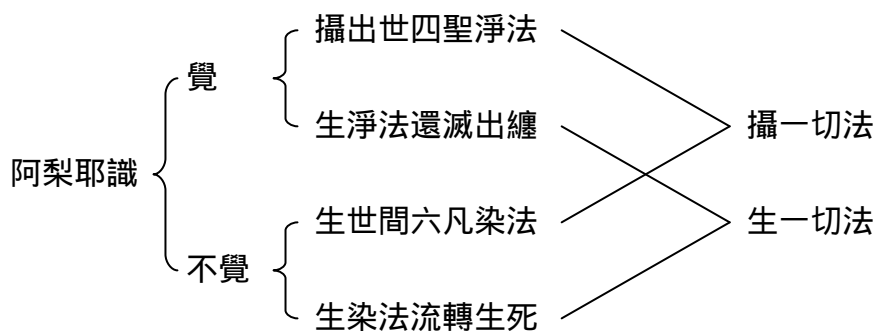 攝出世四聖淨法
覺
生淨法還滅出纏
攝一切法
阿梨耶識
生世間六凡染法
生一切法
不覺
生染法流轉生死